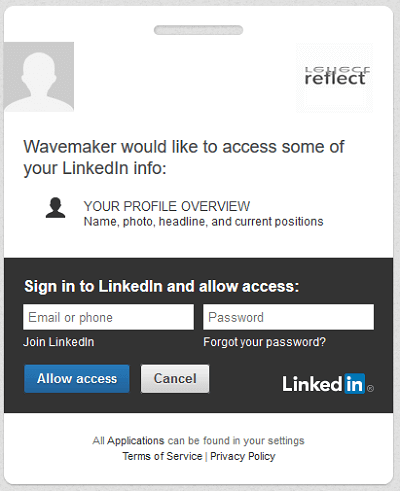 reflect
Wavemaker would like to access some of
your LinkedIn info:
YOUR PROFILE OVERVIEW
Name, photo, headline, and current positions
Sign in to LinkedIn and allow access:
Email or phone Password
Join LinkedIn Forgot your password?
Allow access Cancel LinkedIn®
All Applications can be found in your settings
Terms of Service | Privacy Policy